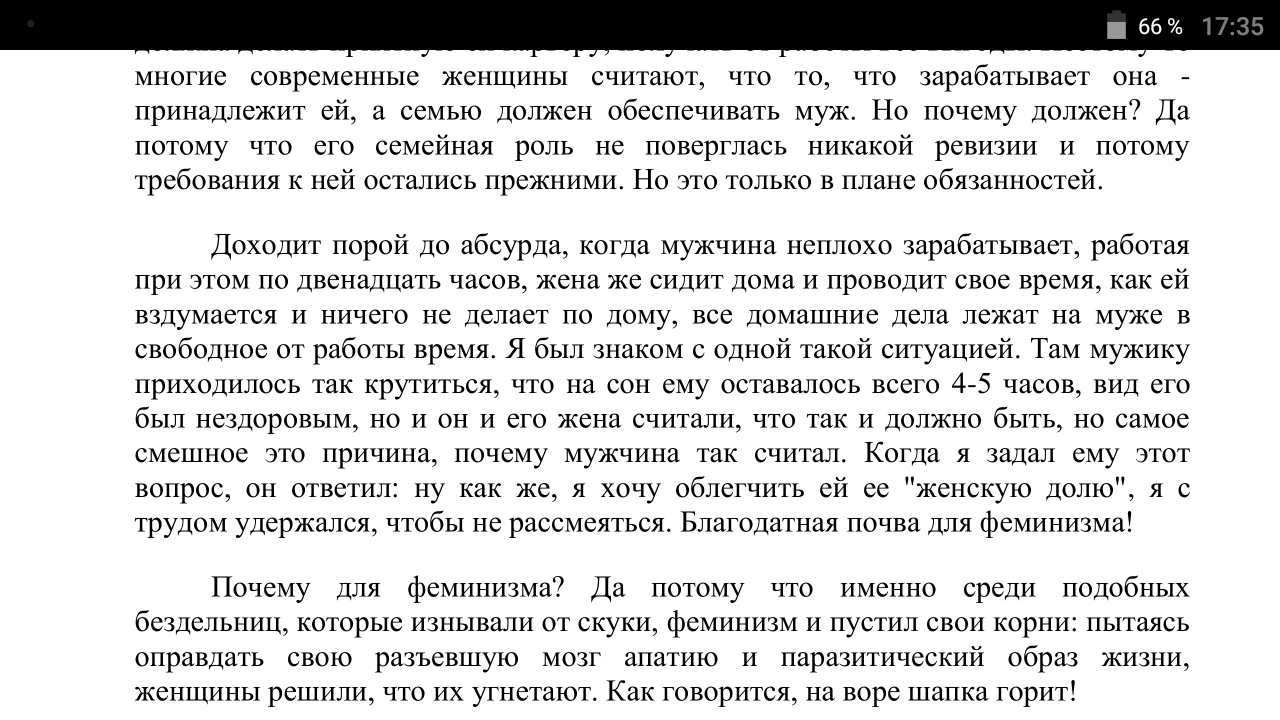 66 % 17:35
многие современные женщины считают, что то, что зарабатывает она -
принадлежит ей, а семью должен обеспечивать муж. Но почему должен? Да
потому что его семейная роль не поверглась никакой ревизии и потому
требования к ней остались прежними. Но это только в плане обязанностей.
Доходит порой до абсурда, когда мужчина неплохо зарабатывает, работая
при этом по двенадцать часов, жена же сидит дома и проводит свое время, как ей
вздумается и ничего не делает по дому, все домашние дела лежат на муже в
свободное от работы время. Я был знаком с одной такой ситуацией. Там мужику
приходилось так крутиться, что на сон ему оставалось всего 4-5 часов, вид его
был нездоровым, но и он и его жена считали, что так и должно быть, но самое
смешное это причина, почему мужчина так считал. Когда я задал ему этот
вопрос, он ответил: ну как же, я хочу облегчить ей ее "женскую долю", я с
трудом удержался, чтобы не рассмеяться. Благодатная почва для феминизма!
Почему для феминизма? Да потому что именно среди подобных
бездельниц, которые изнывали от скуки, феминизм и пустил свои корни: пытаясь
оправдать свою разъевшую мозг апатию и паразитический образ жизни,
женщины решили, что их угнетают. Как говорится, на воре шапка горит!